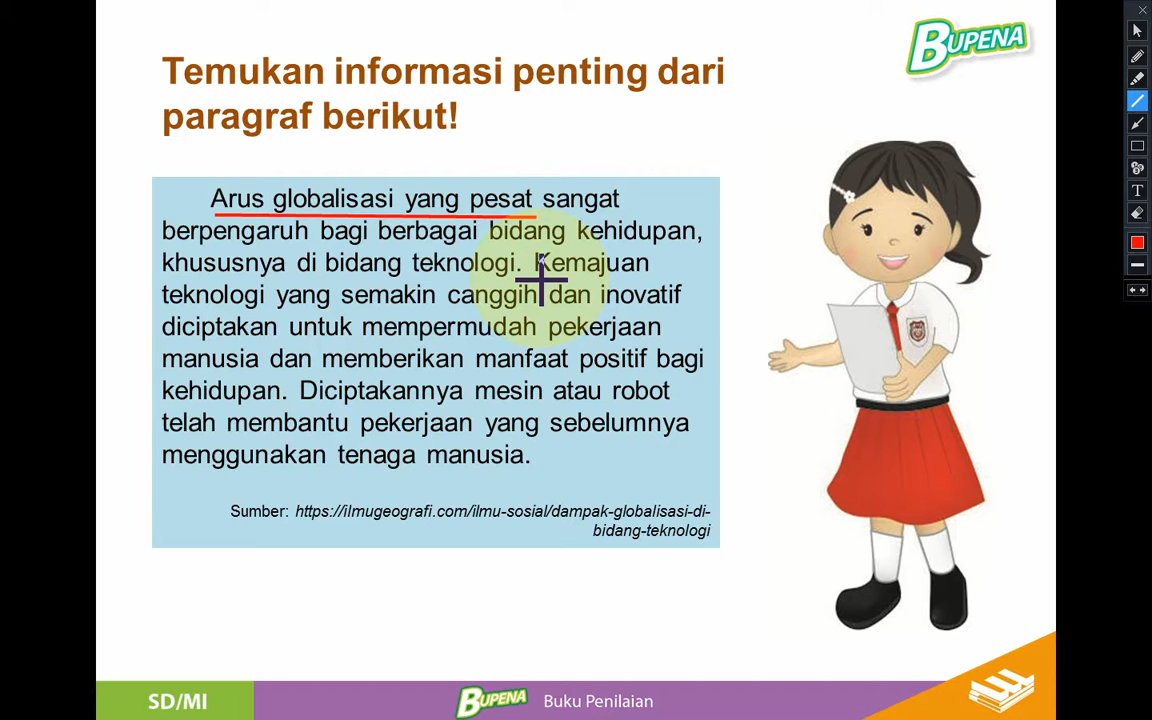 BUPENA
Temukan informasi penting dari
paragraf berikut!
Arus globalisasi yang pesat sangat
berpengaruh bagi berbagai bidang kehidupan,
khususnya di bidang teknologi. Kemajuan
teknologi yang semakin canggih dan inovatif
diciptakan untuk mempermudah pekerjaan
manusia dan memberikan manfaat positif bagi
kehidupan. Diciptakannya mesin atau robot
telah membantu pekerjaan yang sebelumnya
menggunakan tenaga manusia.
Sumber: https://ilmugeografi.com/ilmu-sosial/dampak-globalisasi-di-
bidang-teknologi
SD/MI
BUPENA
Buku Penilaian